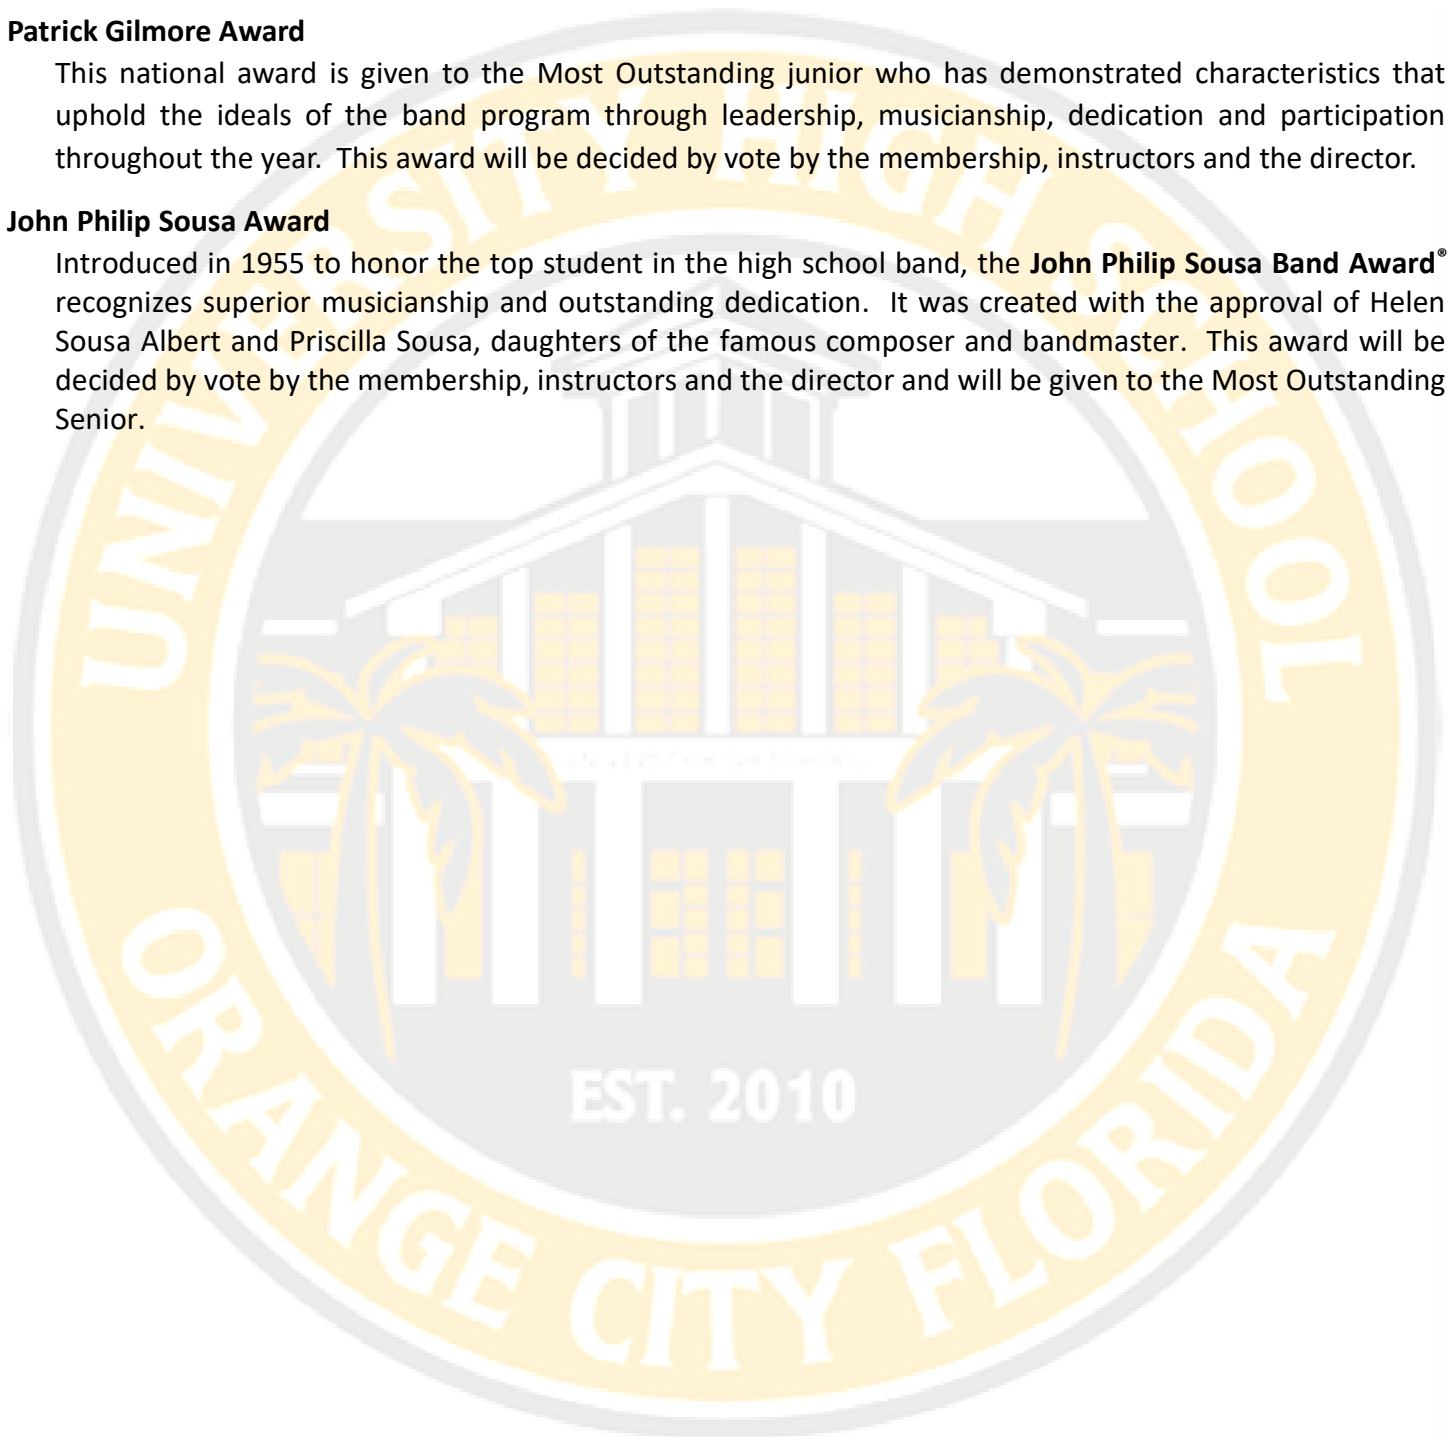 Patrick Gilmore Award
This national award is given to the Most Outstanding junior who has demonstrated characteristics that
uphold the ideals of the band program through leadership, musicianship, dedication and participation
throughout the year.  This award will be decided by vote by the membership, instructors and the director.
John Philip Sousa Award
Introduced in 1955 to honor the top student in the high school band, the John Philip Sousa Band Award®
recognizes superior musicianship and outstanding dedication.  It was created with the approval of Helen
Sousa Albert and Priscilla Sousa, daughters of the famous composer and bandmaster.  This award will be
decided by vote by the membership, instructors and the director and will be given to the Most Outstanding
Senior.
UNIVERSITY HIGH SCHOOL
UNIVERSITY HIGH SCHOOL
EST. 2010
ORANGE CITY FLORIDA